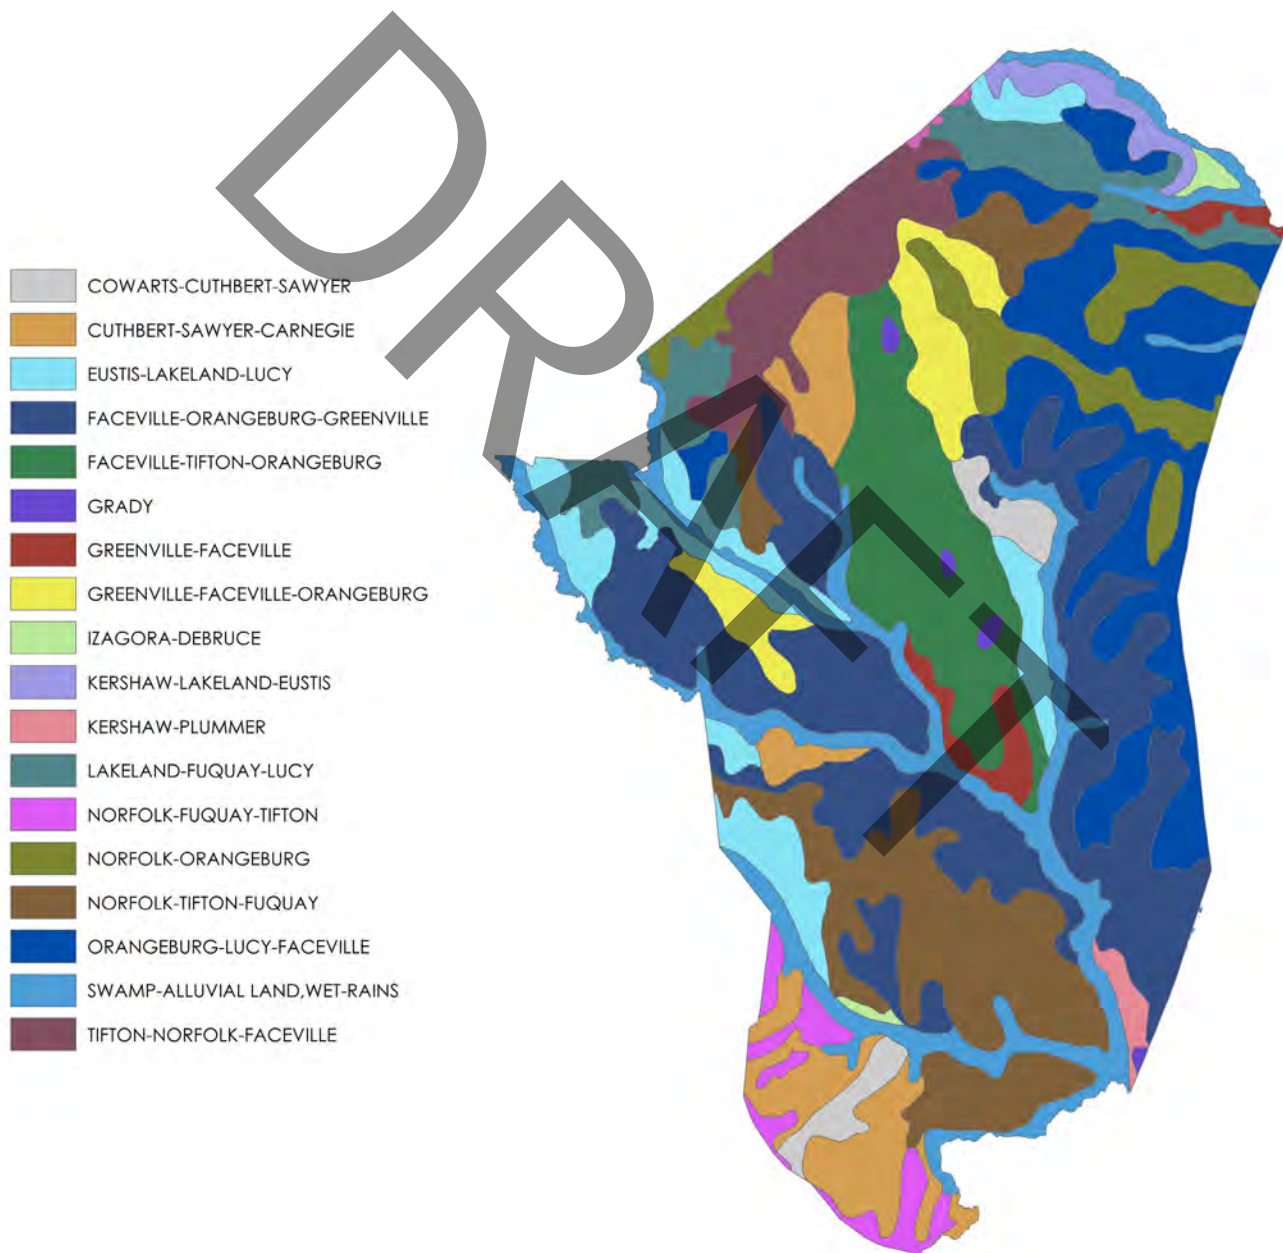 DRAFT
COWARTS-CUTHBERT-SAWYER
CUTHBERT-SAWYER-CARNEGIE
EUSTIS-LAKELAND-LUCY
FACEVILLE-ORANGEBURG-GREENVILLE
FACEVILLE-TIFTON-ORANGEBURG
GRADY
GREENVILLE-FACEVILLE
GREENVILLE-FACEVILLE-ORANGEBURG
IZAGORA-DEBRUCE
KERSHAW-LAKELAND-EUSTIS
KERSHAW-PLUMMER
LAKELAND-FUQUAY-LUCY
NORFOLK-FUQUAY-TIFTON
NORFOLK-ORANGEBURG
NORFOLK-TIFTON-FUQUAY
ORANGEBURG-LUCY-FACEVILLE
SWAMP-ALLUVIAL LAND,WET-RAINS
TIFTON-NORFOLK-FACEVILLE